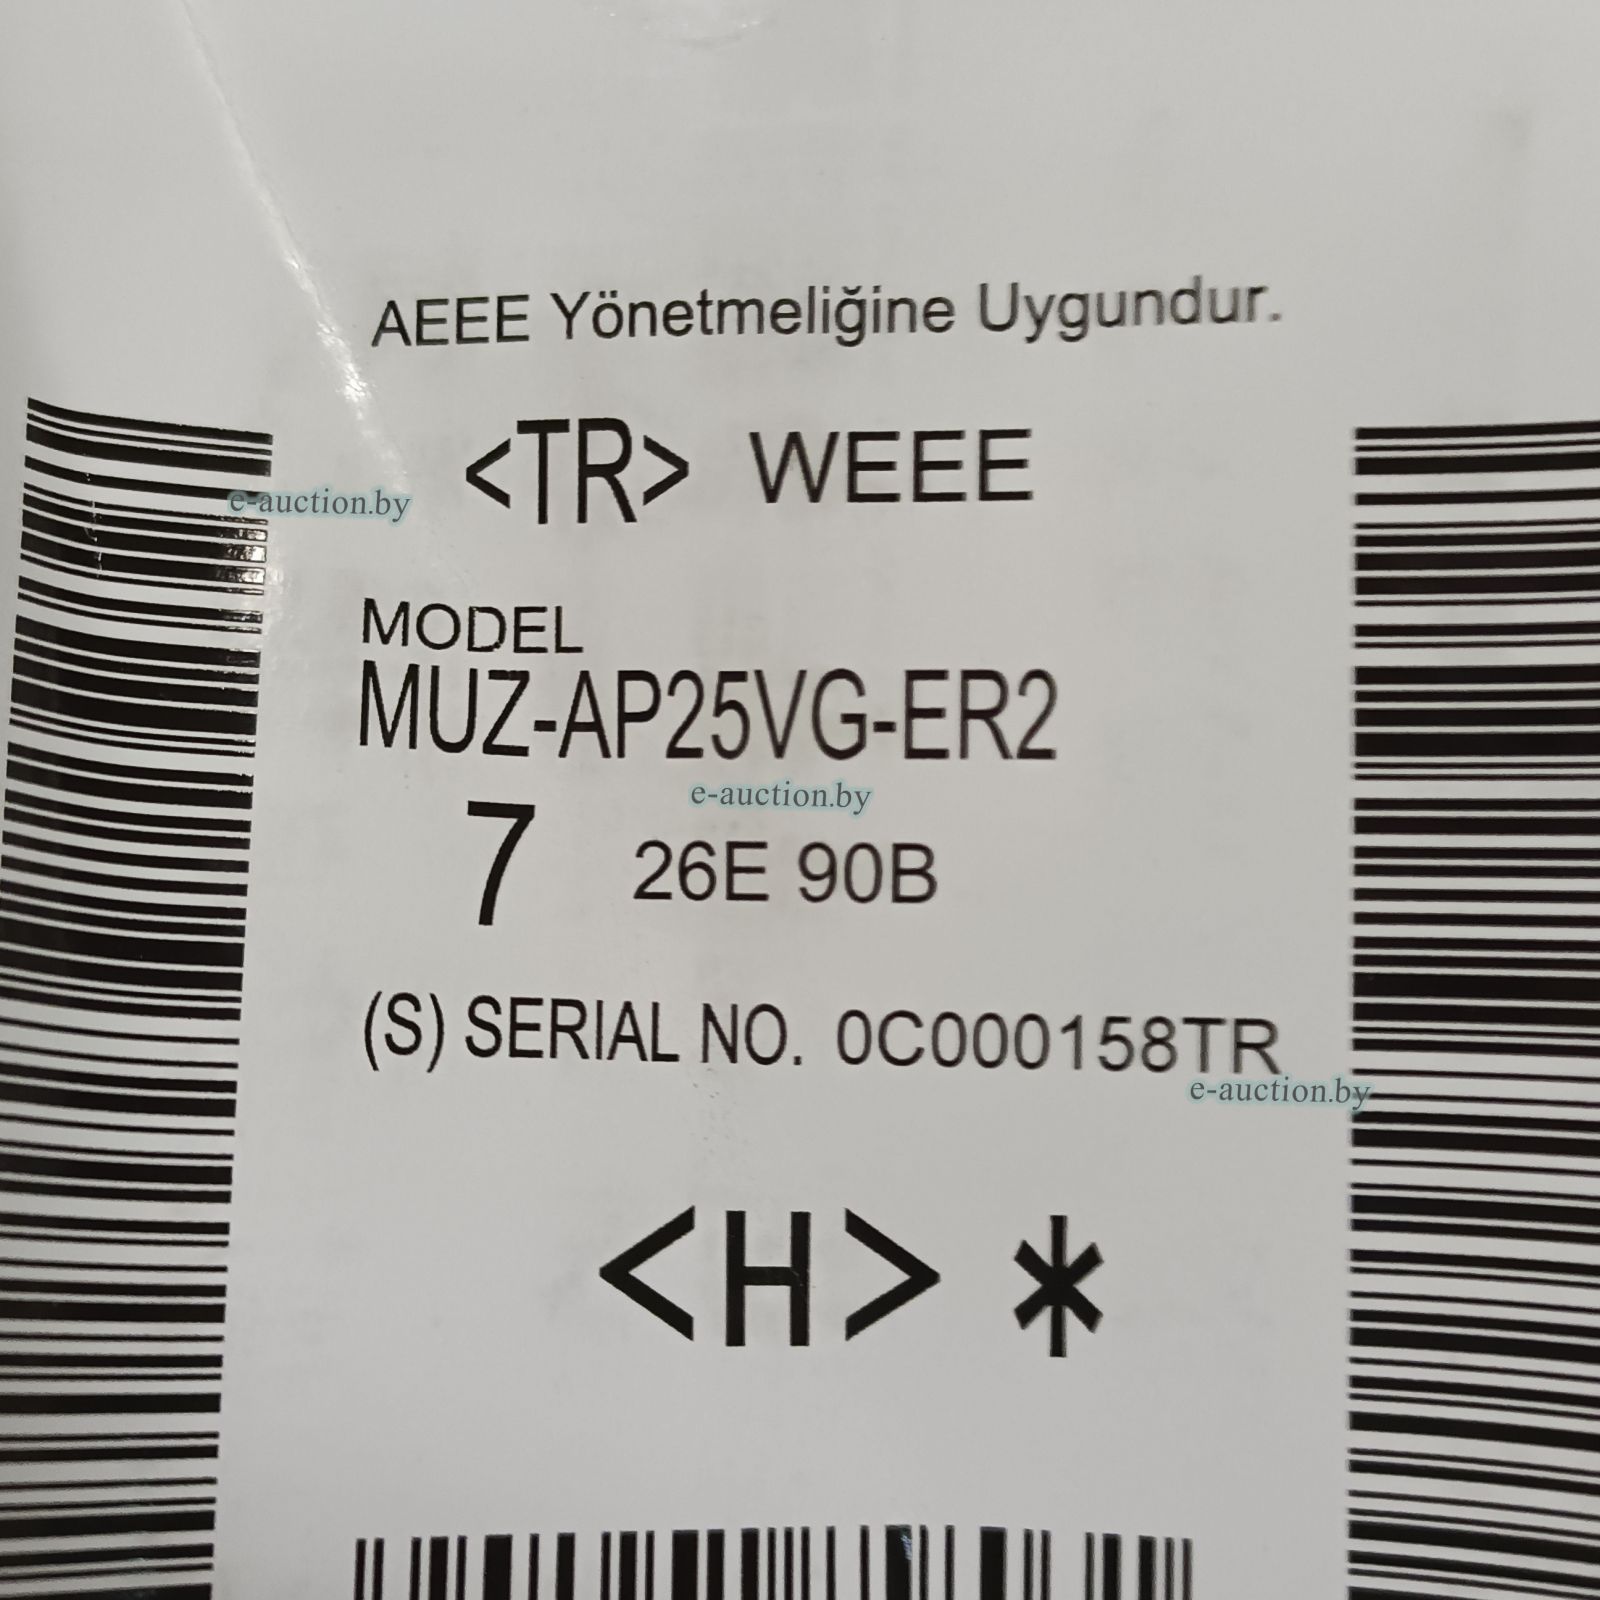 AEEE Yönetmeliğine Uygundur.
<TR> WEEE
e-auction.by
MODEL
MUZ-AP25VG-ER2
e-auction.by
7 26E 90B
(S) SERIAL NO. 0C000158TR
e-auction.by
<H> *